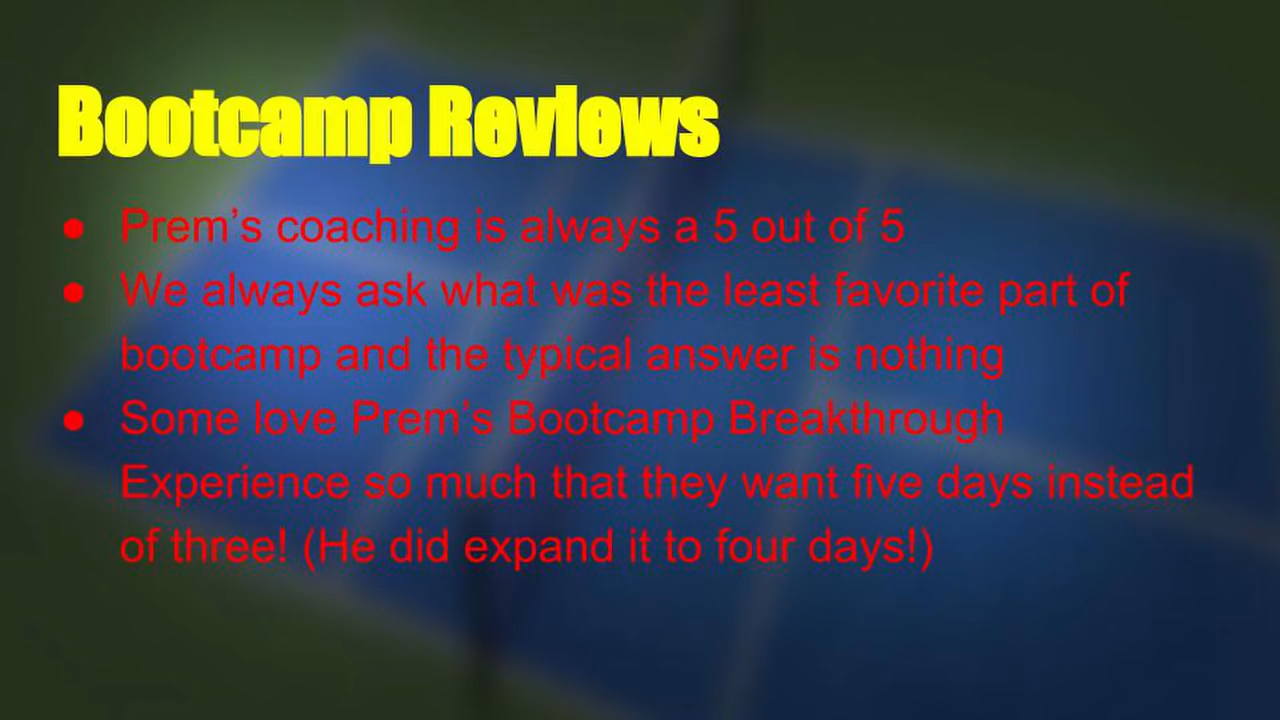 Bootcamp Reviews
● Prem’s coaching is always a 5 out of 5
● We always ask what was the least favorite part of
bootcamp and the typical answer is nothing
● Some love Prem’s Bootcamp Breakthrough
Experience so much that they want five days instead
of three! (He did expand it to four days!)